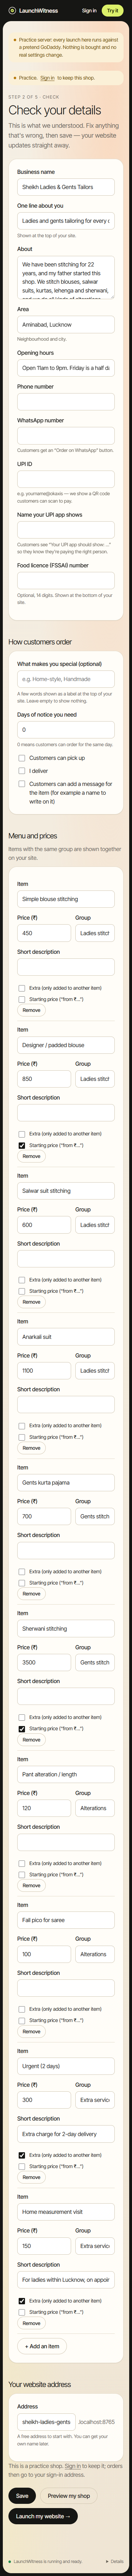 LaunchWitness
Sign in
Try it
Practice server: every launch here runs against
a pretend GoDaddy. Nothing is bought and no
real settings change.
Practice. Sign in to keep this shop.
STEP 2 OF 5 · CHECK
Check your details
This is what we understood. Fix anything
that's wrong, then save — your website
updates straight away.
Business name
Sheikh Ladies & Gents Tailors
One line about you
Ladies and gents tailoring for every
Shown at the top of your site.
About
We have been stitching for 22
years, and my father started this
shop. We stitch blouses, salwar
suits, kurtas, lehenga and sherwani,
Area
Aminabad, Lucknow
Neighbourhood and city.
Opening hours
Open 11am to 9pm. Friday is a half d
Phone number
WhatsApp number
Customers get an "Order on WhatsApp" button.
UPI ID
e.g. yourname@okaxis — we show a QR code
customers can scan to pay.
Name your UPI app shows
Customers see "Your UPI app should show …"
so they know they're paying the right person.
Food licence (FSSAI) number
Optional, 14 digits. Shown at the bottom of your
site.
How customers order
What makes you special (optional)
e.g. Home-style, Handmade
A few words shown as a label at the top of your
site. Leave empty to show nothing.
Days of notice you need
0
0 means customers can order for the same day.
Customers can pick up
I deliver
Customers can add a message for
the item (for example a name to
write on it)
Menu and prices
Items with the same group are shown together
on your site.
Item
Simple blouse stitching
Price (₹)
Group
450
Ladies stitch
Short description
Extra (only added to another item)
Starting price ("from ₹…")
Remove
Item
Designer / padded blouse
Price (₹)
Group
850
Ladies stitch
Short description
Extra (only added to another item)
Starting price ("from ₹…")
Remove
Item
Salwar suit stitching
Price (₹)
Group
600
Ladies stitch
Short description
Extra (only added to another item)
Starting price ("from ₹…")
Remove
Item
Anarkali suit
Price (₹)
Group
1100
Ladies stitch
Short description
Extra (only added to another item)
Starting price ("from ₹…")
Remove
Item
Gents kurta pajama
Price (₹)
Group
700
Gents stitch
Short description
Extra (only added to another item)
Starting price ("from ₹…")
Remove
Item
Sherwani stitching
Price (₹)
Group
3500
Gents stitch
Short description
Extra (only added to another item)
Starting price ("from ₹…")
Remove
Item
Pant alteration / length
Price (₹)
Group
120
Alterations
Short description
Extra (only added to another item)
Starting price ("from ₹…")
Remove
Item
Fall pico for saree
Price (₹)
Group
100
Alterations
Short description
Extra (only added to another item)
Starting price ("from ₹…")
Remove
Item
Urgent (2 days)
Price (₹)
Group
300
Extra servic
Short description
Extra charge for 2-day delivery
Extra (only added to another item)
Starting price ("from ₹…")
Remove
Item
Home measurement visit
Price (₹)
Group
150
Extra servic
Short description
For ladies within Lucknow, on appoin
Extra (only added to another item)
Starting price ("from ₹…")
Remove
+ Add an item
Your website address
Address
sheikh-ladies-gents
.localhost:8765
A free address to start with. You can get your
own name later.
This is a practice shop. Sign in to keep it; orders
then go to your sign-in address.
Save
Preview my shop
Launch my website →
LaunchWitness is running and ready.
Details